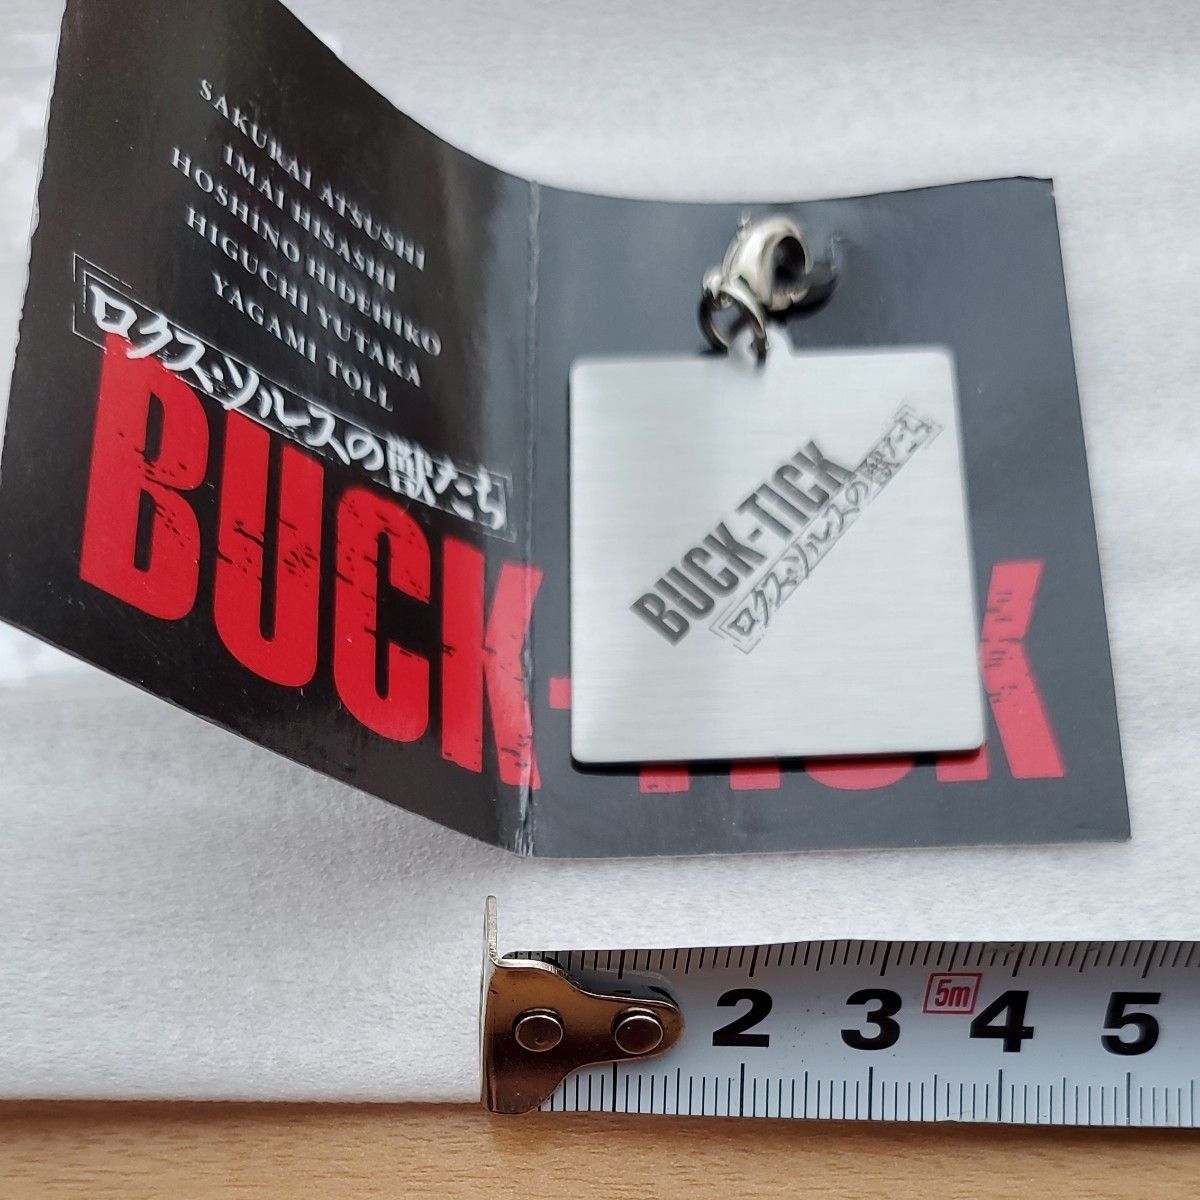 SAKURAI ATSUSHI
IMAI HISASHI
HOSHINO HIDEHIKO
HIGUCHI YUTAKA
YAGAMI TOLL
ロクス・ソルスの獣たち
BUCK-TICK
BUCK-TICK
ロクス・ソルスの獣たち
2 3 5m 4 5